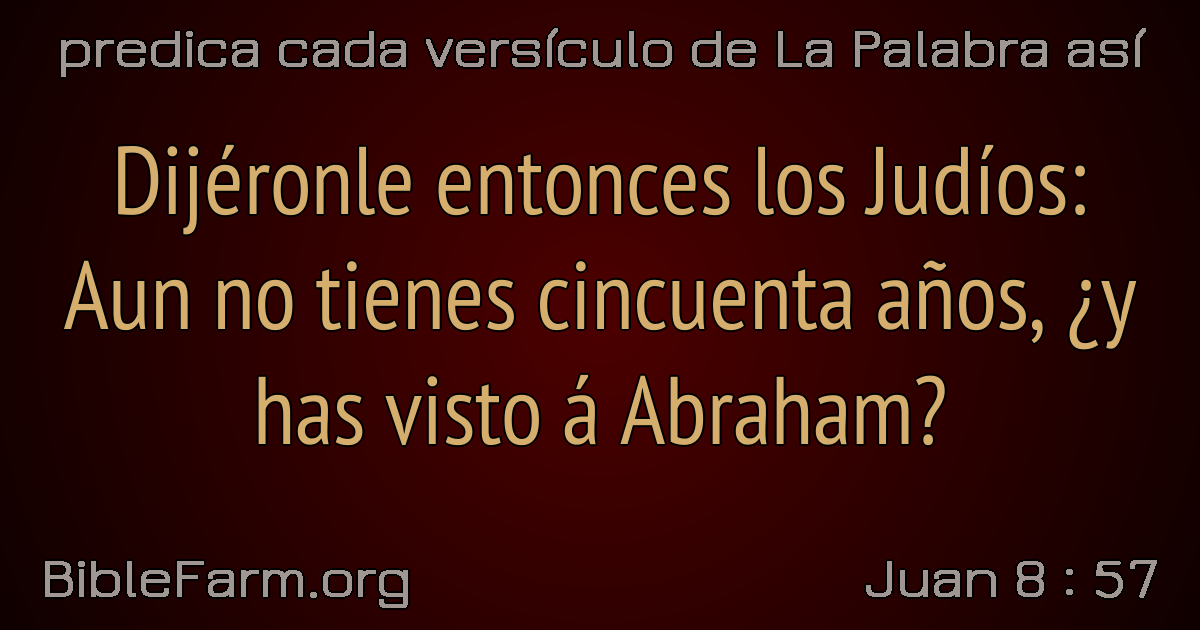 predica cada versículo de La Palabra así
Dijéronle entonces los Judíos:
Aun no tienes cincuenta años, ¿y
has visto á Abraham?
BibleFarm.org
Juan 8 : 57